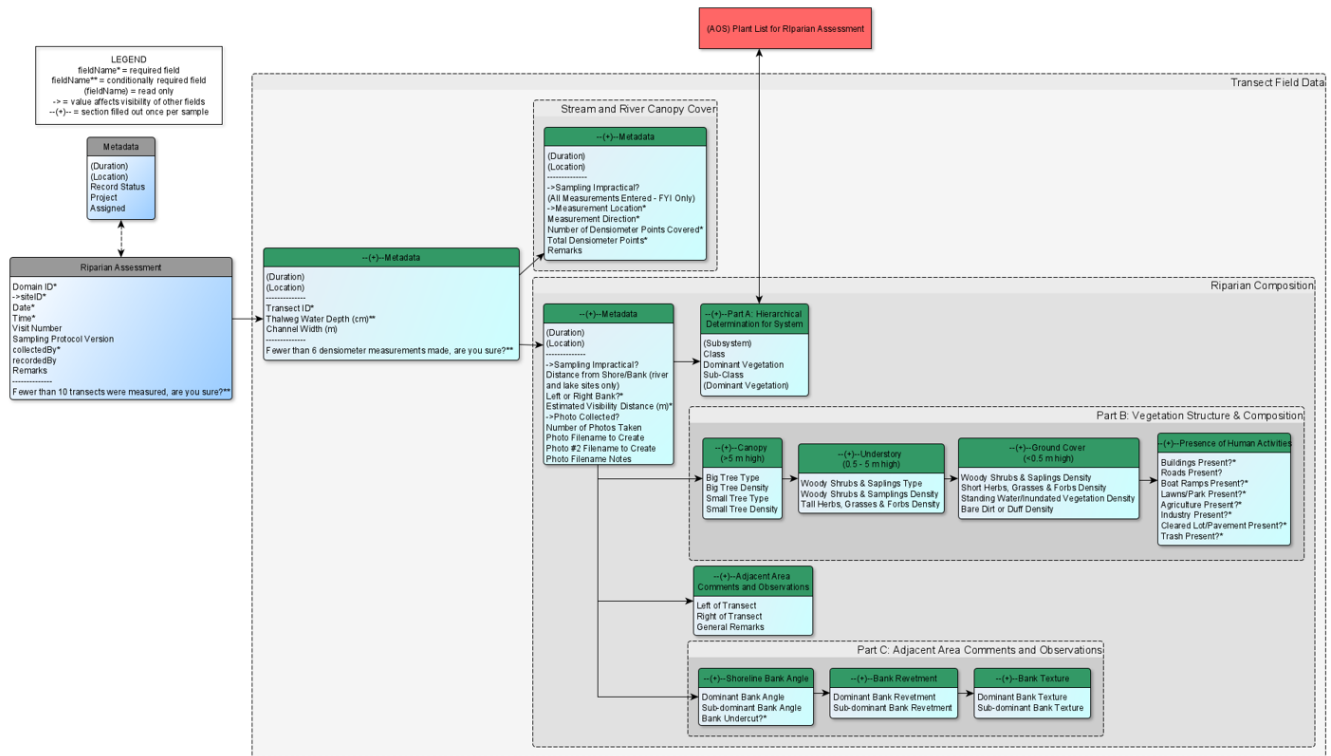 (AOS) Plant List for Riparian Assessment
LEGEND
fieldName* = required field
fieldName** = conditionally required field
(fieldName) = read only
-> = value affects visibility of other fields
--(+)-- = section filled out once per sample
Metadata
(Duration)
(Location)
Record Status
Project
Assigned
Riparian Assessment
Domain ID*
->siteID*
Date*
Time*
Visit Number
Sampling Protocol Version
collectedBy*
recordedBy
Remarks
--------------
Fewer than 10 transects were measured, are you sure?**
Transect Field Data
--(+)--Metadata
(Duration)
(Location)
--------------
Transect ID*
Thalweg Water Depth (cm)**
Channel Width (m)
--------------
Fewer than 6 densiometer measurements made, are you sure?**
Stream and River Canopy Cover
--(+)--Metadata
(Duration)
(Location)
--------------
->Sampling Impractical?
(All Measurements Entered - FYI Only)
->Measurement Location*
Measurement Direction*
Number of Densiometer Points Covered*
Total Densiometer Points*
Remarks
Riparian Composition
--(+)--Metadata
(Duration)
(Location)
--------------
->Sampling Impractical?
Distance from Shore/Bank (river
and lake sites only)
Left or Right Bank?*
Estimated Visibility Distance (m)*
->Photo Collected?
Number of Photos Taken
Photo Filename to Create
Photo #2 Filename to Create
Photo Filename Notes
--(+)--Part A: Hierarchical
Determination for System
(Subsystem)
Class
Dominant Vegetation
Sub-Class
(Dominant Vegetation)
Part B: Vegetation Structure & Composition
--(+)--Canopy
(>5 m high)
Big Tree Type
Big Tree Density
Small Tree Type
Small Tree Density
--(+)--Understory
(0.5 - 5 m high)
Woody Shrubs & Saplings Type
Woody Shrubs & Samplings Density
Tall Herbs, Grasses & Forbs Density
--(+)--Ground Cover
(<0.5 m high)
Woody Shrubs & Saplings Density
Short Herbs, Grasses & Forbs Density
Standing Water/Inundated Vegetation Density
Bare Dirt or Duff Density
--(+)--Presence of Human Activities
Buildings Present?*
Roads Present?
Boat Ramps Present?*
Lawns/Park Present?*
Agriculture Present?*
Industry Present?*
Cleared Lot/Pavement Present?*
Trash Present?*
--(+)--Adjacent Area
Comments and Observations
Left of Transect
Right of Transect
General Remarks
Part C: Adjacent Area Comments and Observations
--(+)--Shoreline Bank Angle
Dominant Bank Angle
Sub-dominant Bank Angle
Bank Undercut?*
--(+)--Bank Revetment
Dominant Bank Revetment
Sub-dominant Bank Revetment
--(+)--Bank Texture
Dominant Bank Texture
Sub-dominant Bank Texture